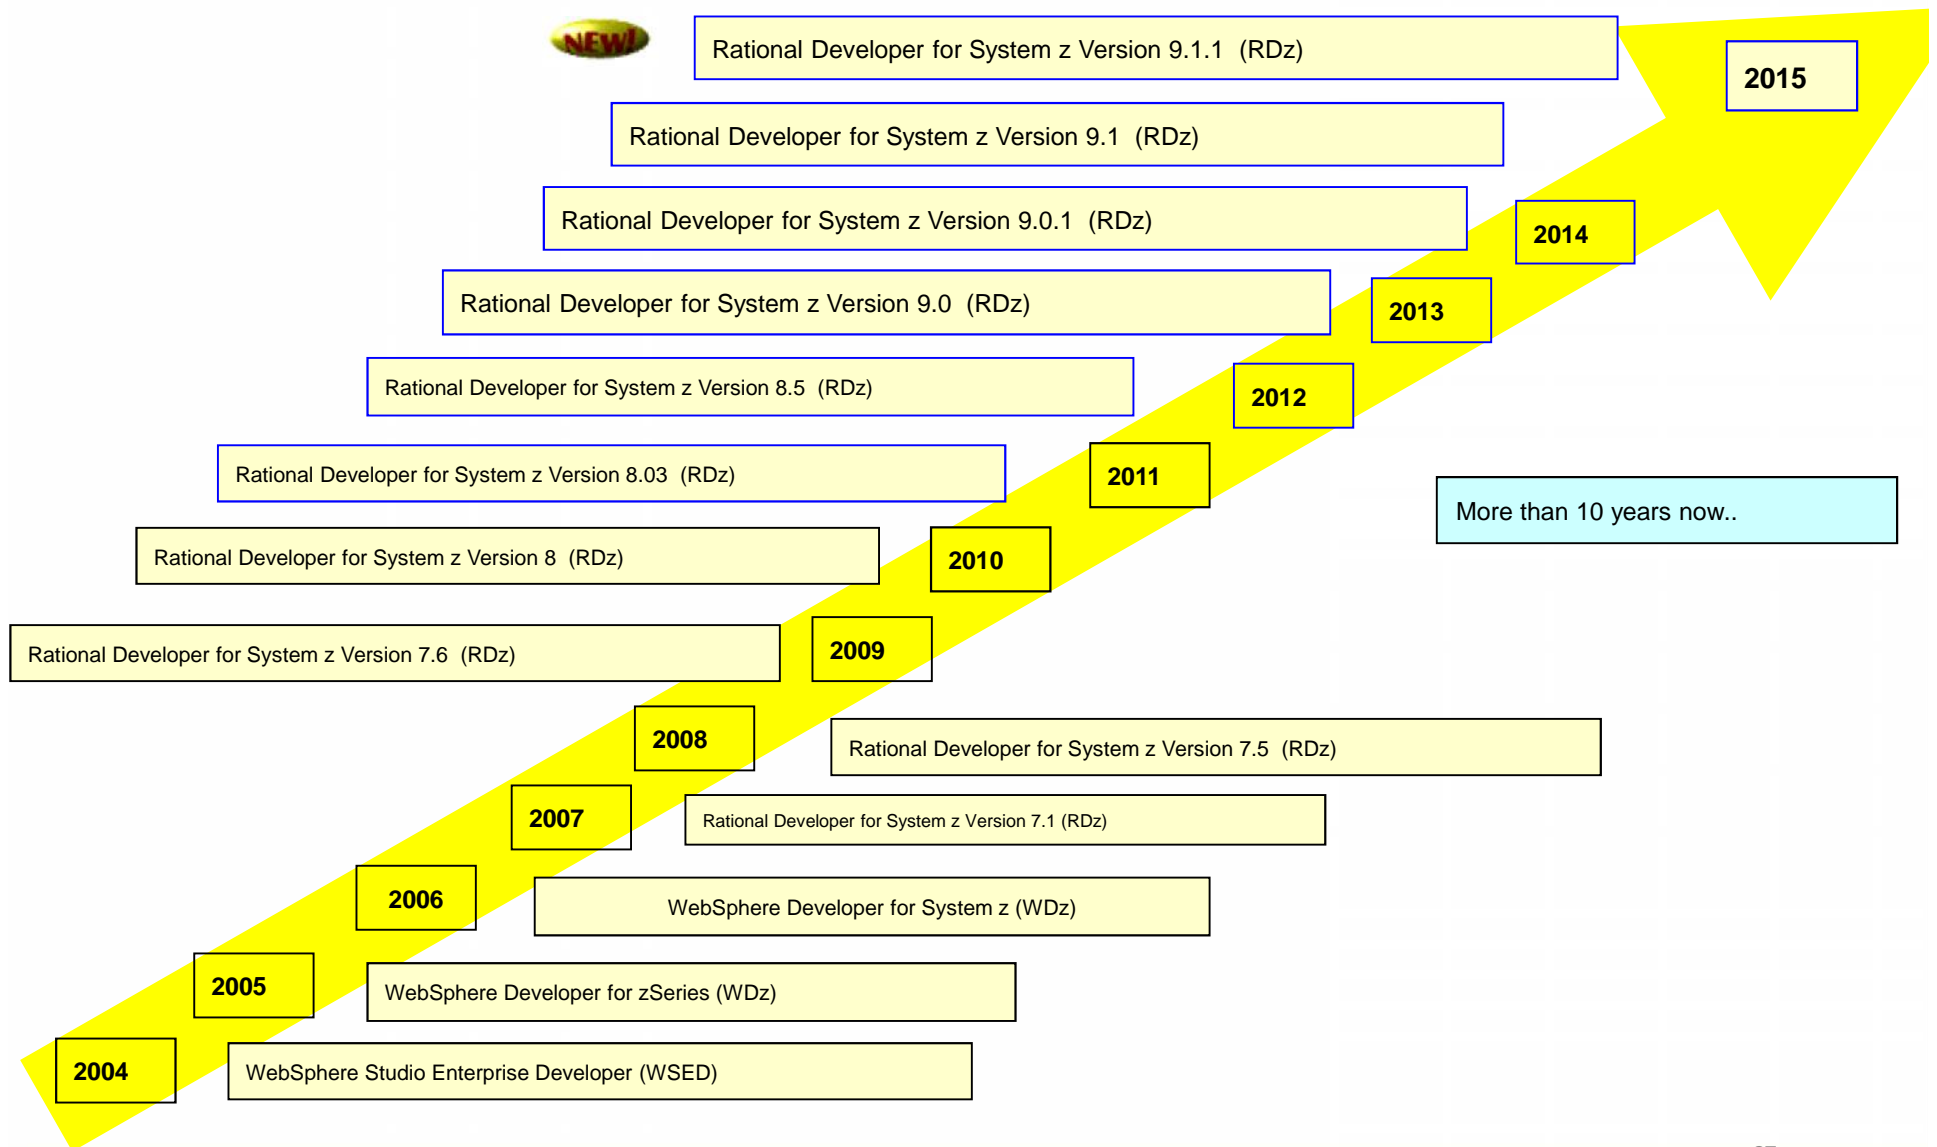 NEW!
Rational Developer for System z Version 9.1.1 (RDz)
2015
Rational Developer for System z Version 9.1 (RDz)
Rational Developer for System z Version 9.0.1 (RDz)
2014
Rational Developer for System z Version 9.0 (RDz)
2013
Rational Developer for System z Version 8.5 (RDz)
2012
Rational Developer for System z Version 8.03 (RDz)
2011
More than 10 years now..
Rational Developer for System z Version 8 (RDz)
2010
Rational Developer for System z Version 7.6 (RDz)
2009
2008
Rational Developer for System z Version 7.5 (RDz)
2007
Rational Developer for System z Version 7.1 (RDz)
2006
WebSphere Developer for System z (WDz)
2005
WebSphere Developer for zSeries (WDz)
2004
WebSphere Studio Enterprise Developer (WSED)